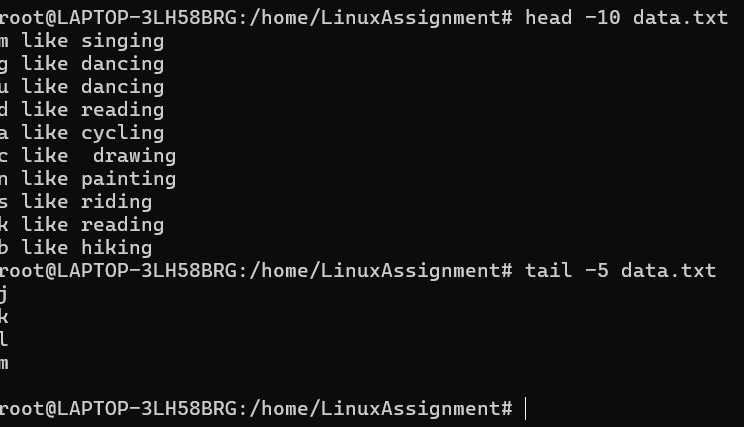 root@LAPTOP-3LH58BRG:/home/LinuxAssignment# head -10 data.txt
m like singing
g like dancing
u like dancing
d like reading
a like cycling
c like  drawing
n like painting
s like riding
k like reading
b like hiking
root@LAPTOP-3LH58BRG:/home/LinuxAssignment# tail -5 data.txt
j
k
l
m

root@LAPTOP-3LH58BRG:/home/LinuxAssignment#